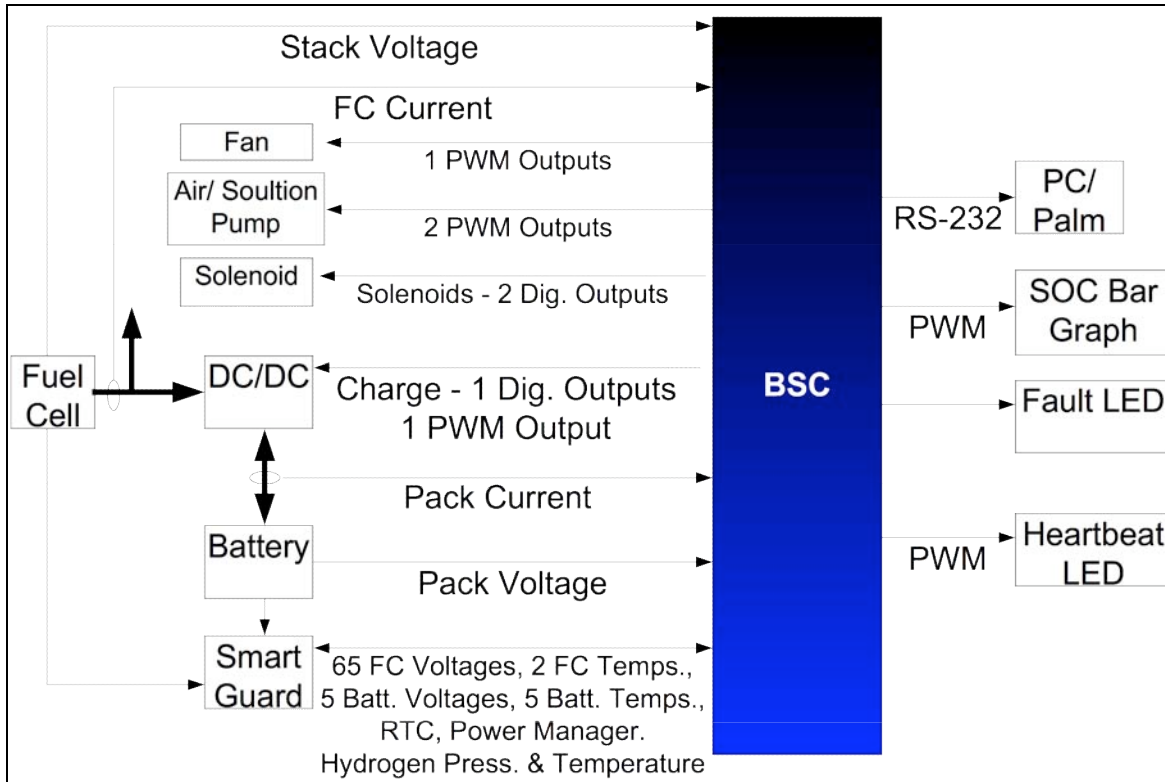 Stack Voltage
FC Current
Fan
1 PWM Outputs
Air/ Soultion
Pump
2 PWM Outputs
Solenoid
Solenoids - 2 Dig. Outputs
Fuel
Cell
DC/DC
Charge - 1 Dig. Outputs
1 PWM Output
Pack Current
Battery
Pack Voltage
Smart
Guard
65 FC Voltages, 2 FC Temps.,
5 Batt. Voltages, 5 Batt. Temps.,
RTC, Power Manager.
Hydrogen Press. & Temperature
BSC
RS-232
PC/
Palm
PWM
SOC Bar
Graph
Fault LED
PWM
Heartbeat
LED